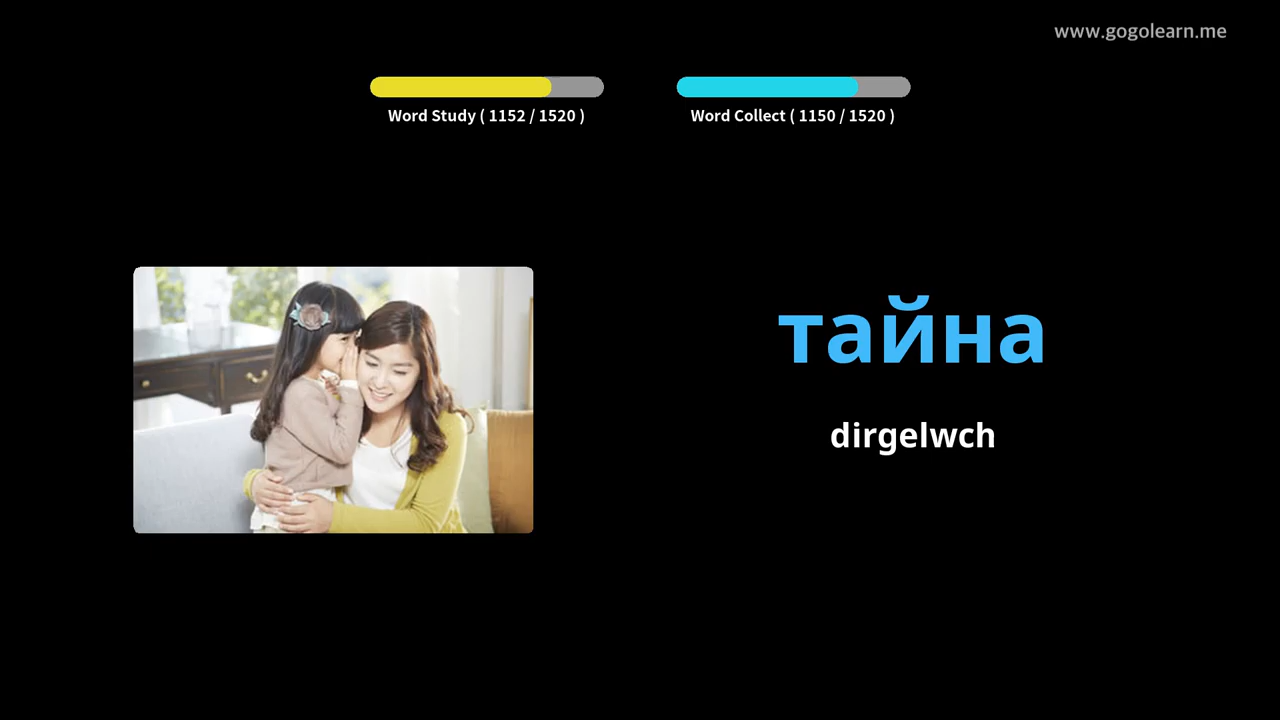 www.gogolearn.me
Word Study ( 1152 / 1520 )
Word Collect ( 1150 / 1520 )
тайна
dirgelwch